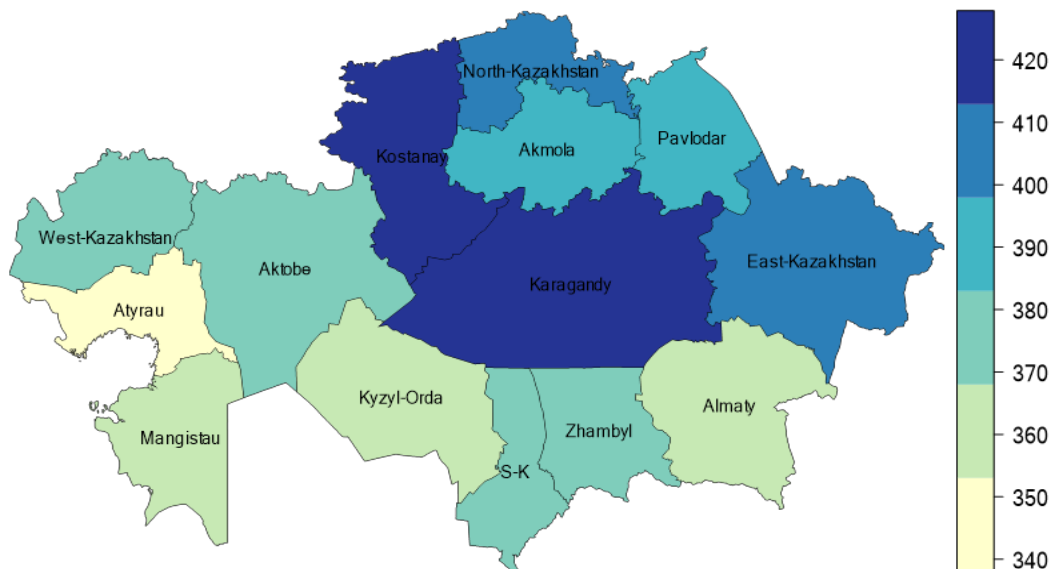 North-Kazakhstan
Pavlodar
Akmola
Kostanay
West-Kazakhstan
East-Kazakhstan
Aktobe
Karagandy
Atyrau
Kyzyl-Orda
Almaty
Zhambyl
Mangistau
S-K
420
410
400
390
380
370
360
350
340